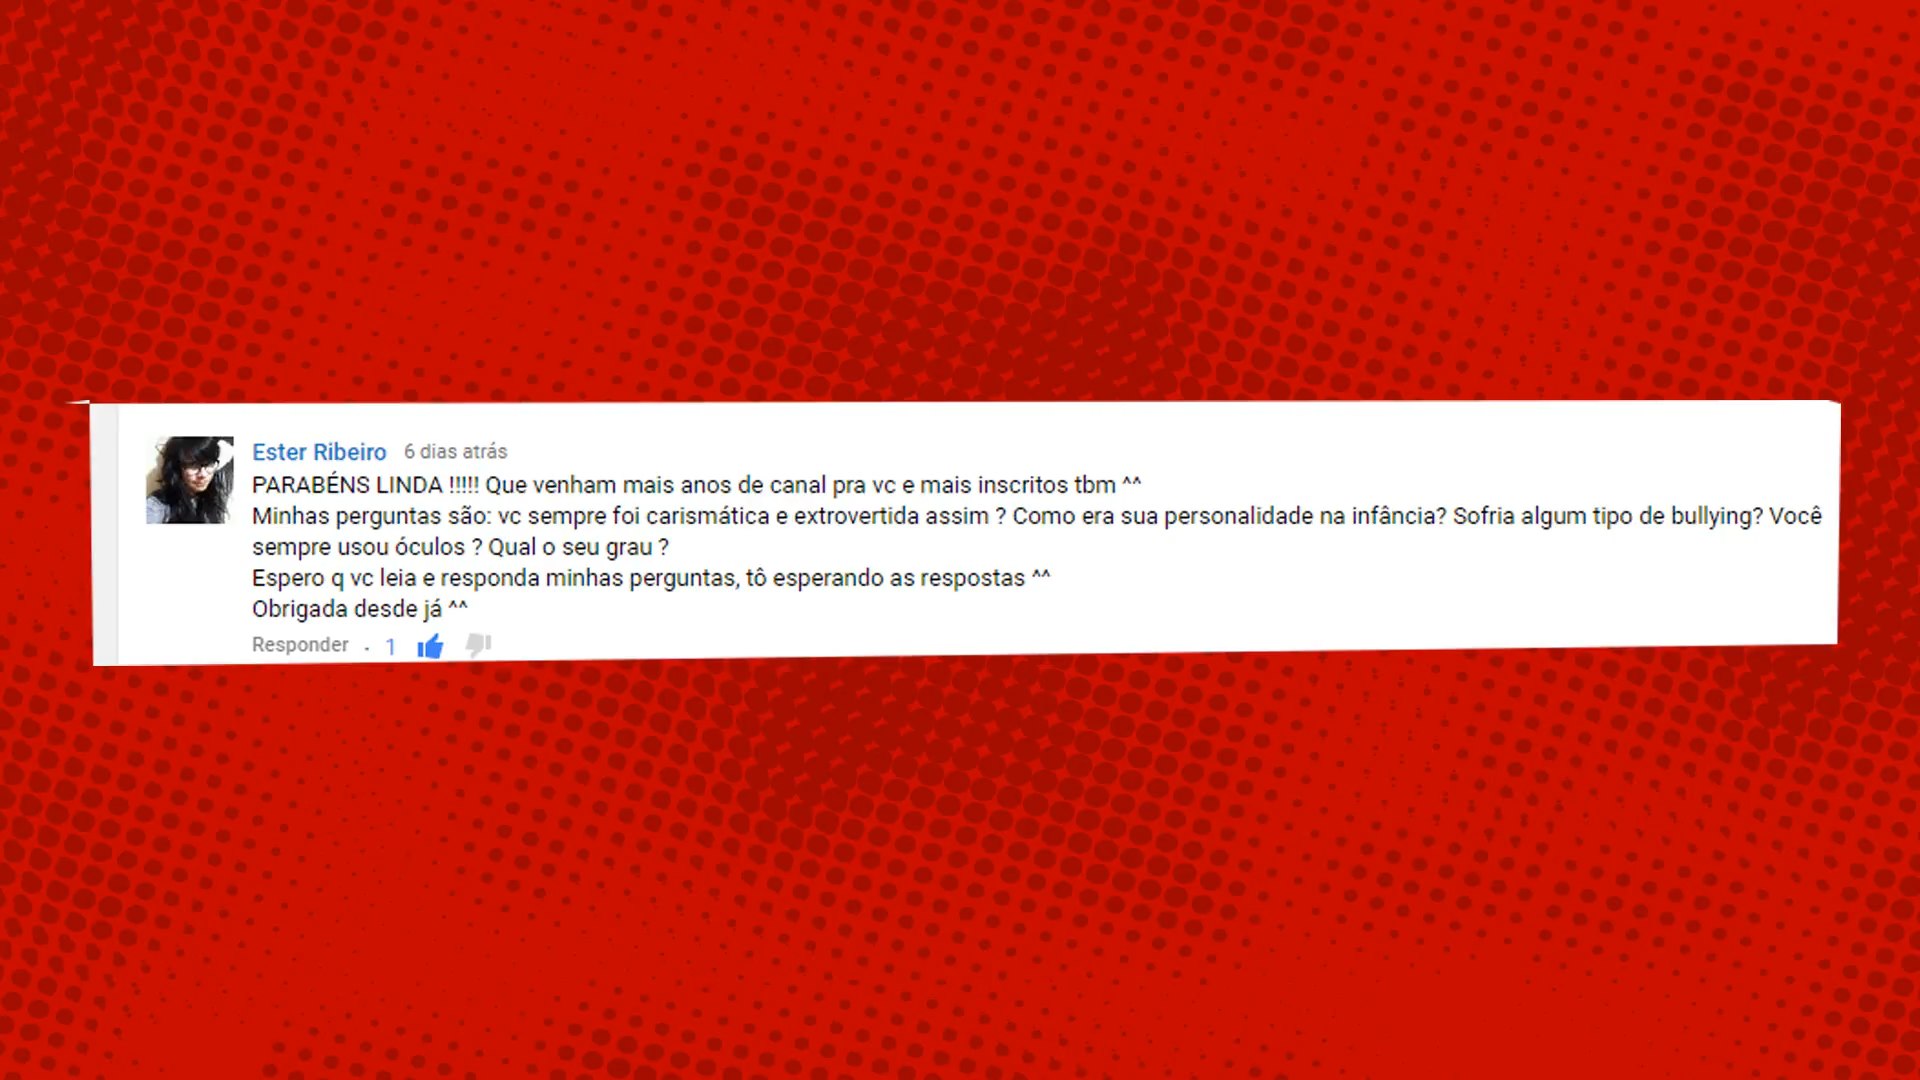 Ester Ribeiro 6 dias atrás
PARABÉNS LINDA !!!!! Que venham mais anos de canal pra vc e mais inscritos tbm ^^
Minhas perguntas são: vc sempre foi carismática e extrovertida assim ? Como era sua personalidade na infância? Sofria algum tipo de bullying? Você
sempre usou óculos ? Qual o seu grau ?
Espero q vc leia e responda minhas perguntas, tô esperando as respostas ^^
Obrigada desde já ^^
Responder . 1